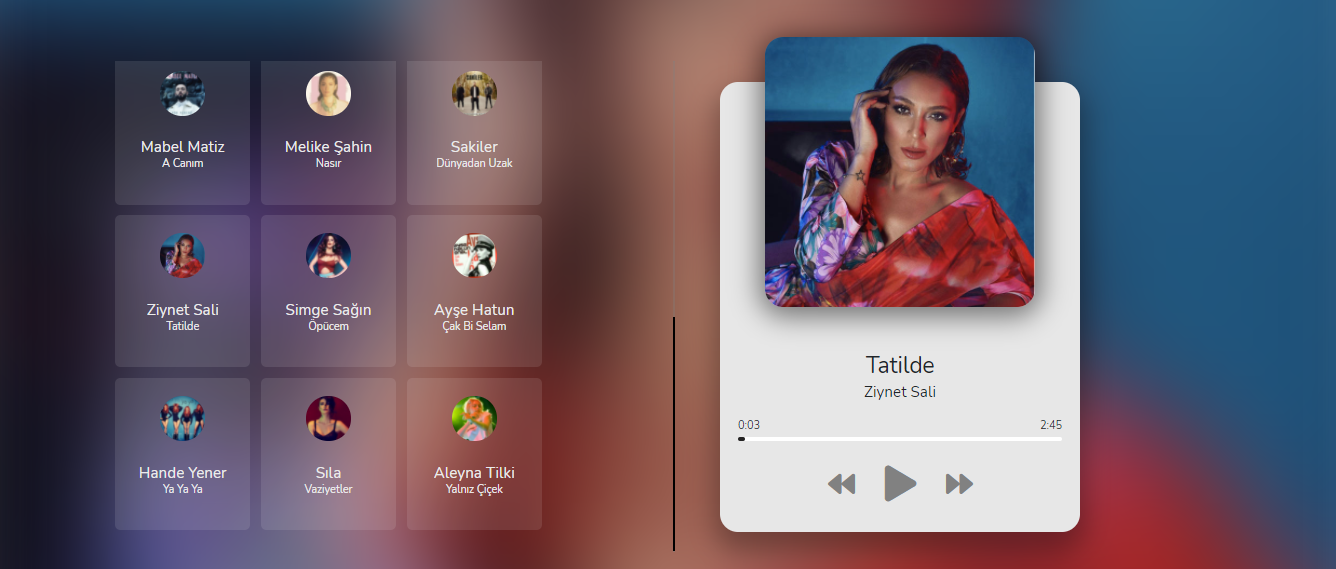 Mabel Matiz
A Canım
Melike Şahin
Nasır
Sakiler
Dünyadan Uzak
Ziynet Sali
Tatilde
Simge Sağın
Öpücem
Ayşe Hatun
Çak Bi Selam
Hande Yener
Ya Ya Ya
Sıla
Vaziyetler
Aleyna Tilki
Yalnız Çiçek
Tatilde
Ziynet Sali
0:03
2:45